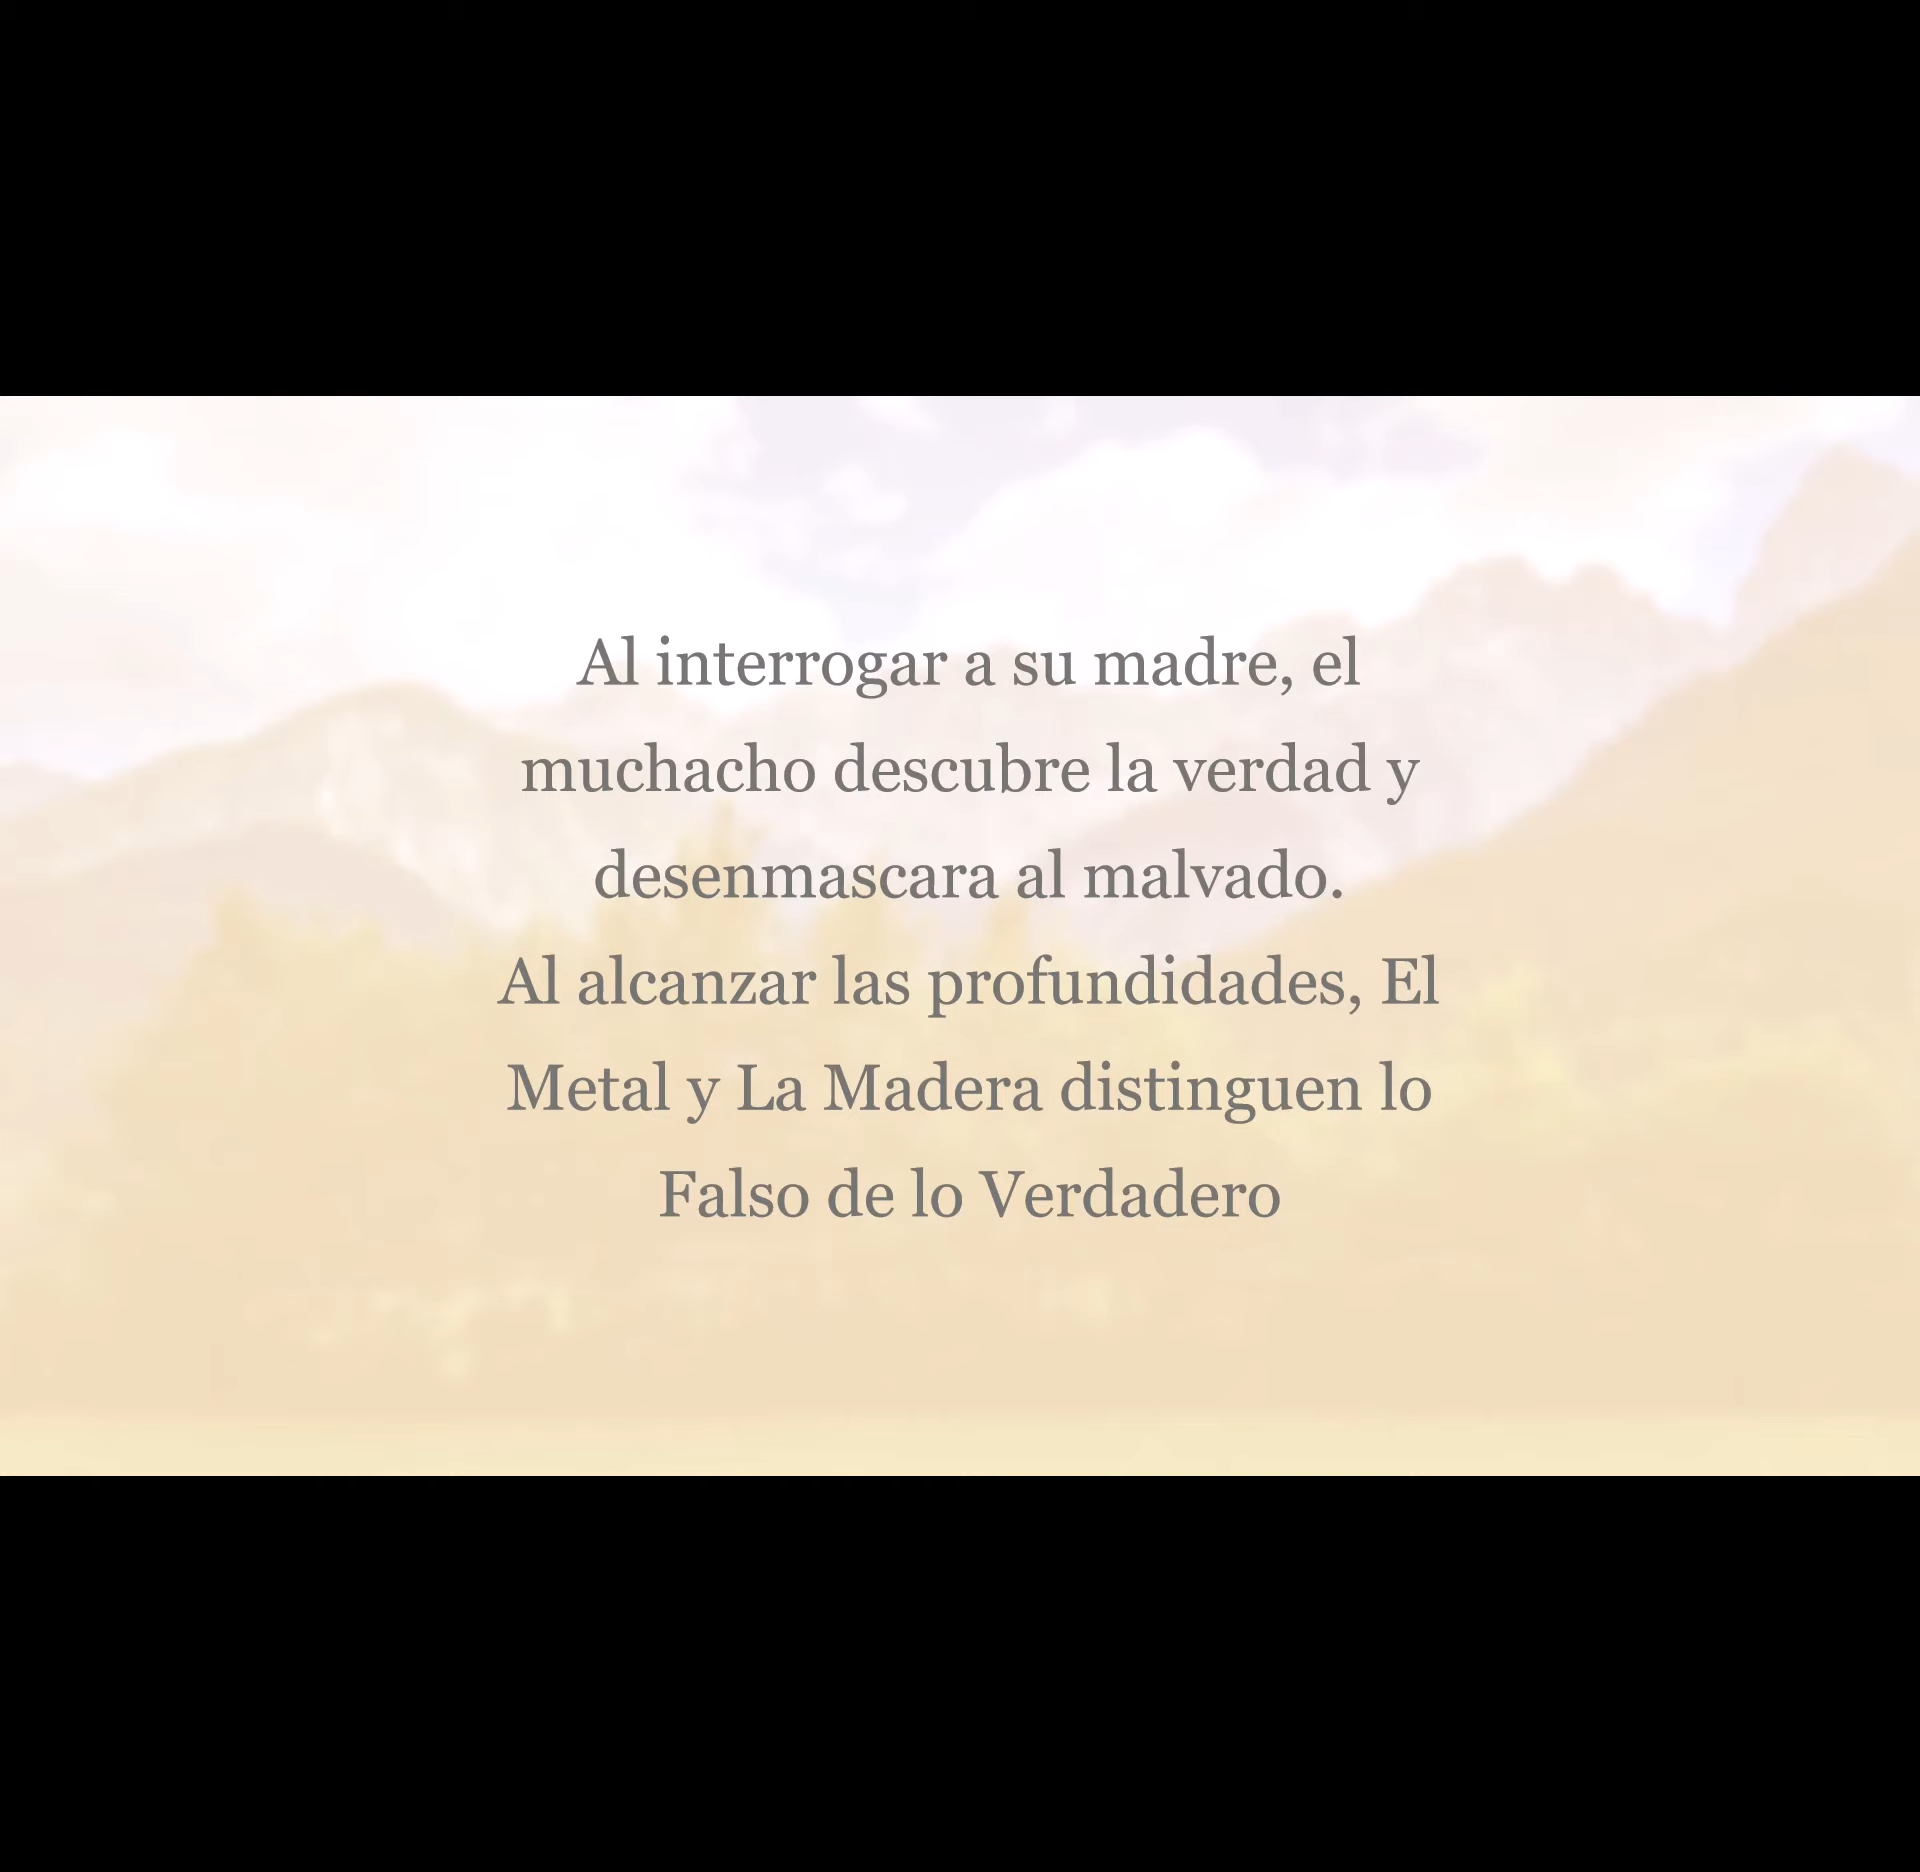 Al interrogar a su madre, el
muchacho descubre la verdad y
desenmascara al malvado.
Al alcanzar las profundidades, El
Metal y La Madera distinguen lo
Falso de lo Verdadero